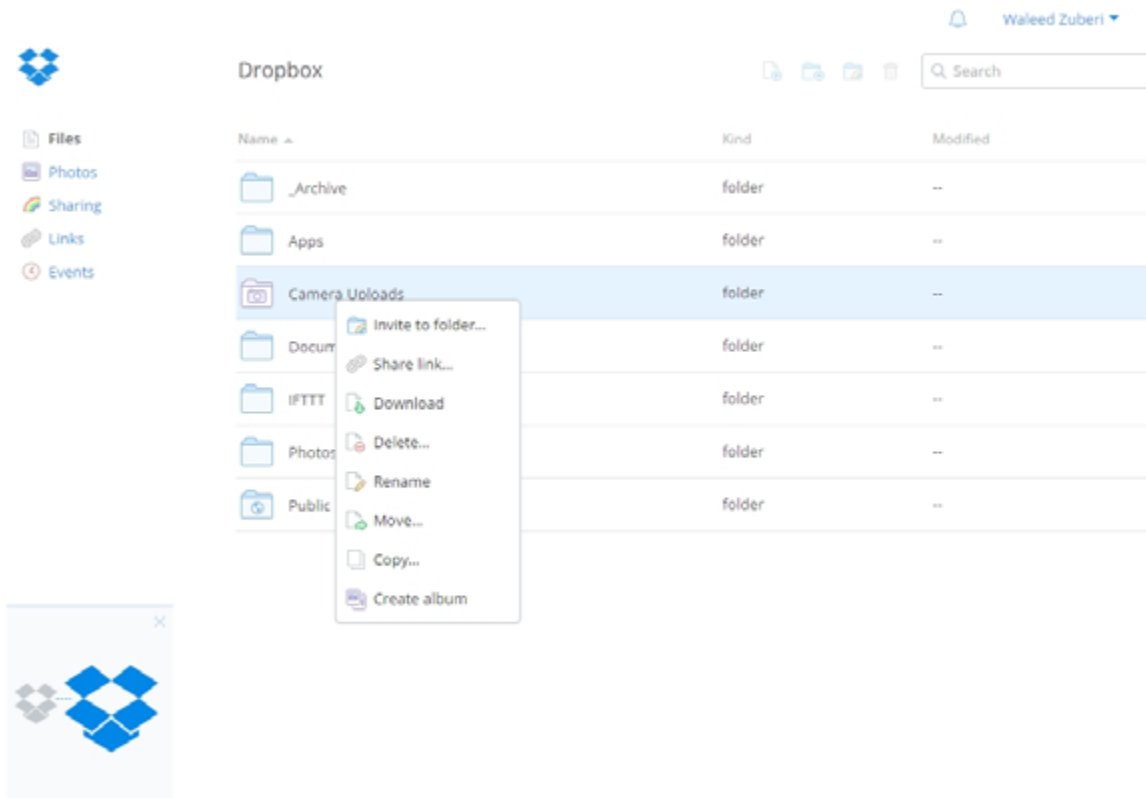 Waleed Zuberi
Dropbox
Search
Files
Photos
Sharing
Links
Events
Name Kind Modified
_Archive folder --
Apps folder --
Camera Uploads folder --
Docum folder --
IFTTT folder --
Photos folder --
Public folder --
Invite to folder...
Share link...
Download
Delete...
Rename
Move...
Copy...
Create album